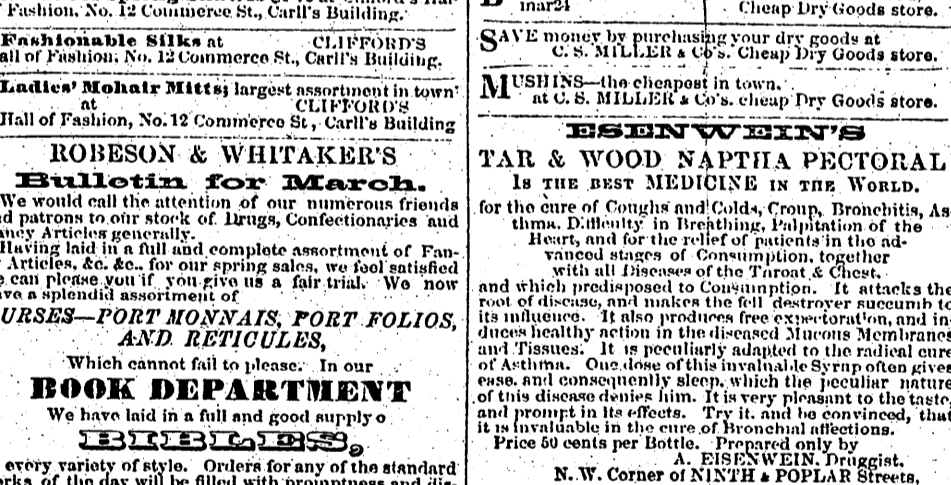 Fashion, No. 12 Commerce St., Carll's Building.
Fashionable Silks at CLIFFORD'S
all of Fashion; No. 12 Commerce St., Carll's Building.
Ladies' Mohair Mitts; largest assortment in town
at CLIFFORD'S
Hall of Fashion, No. 12 Commerce St, Carll's Building
ROBESON & WHITAKER'S
Bulletin for March.
We would call the attention of our numerous friends
and patrons to our stock of Drugs, Confectionaries and
ancy Articles generally.
Having laid in a full and complete assortment of Fan-
Articles, &c. &c., for our spring sales, we feel satisfied
e can please you if you give us a fair trial. We now
ave a splendid assortment of
URSES—PORT MONNAIS, PORT FOLIOS,
AND RETICULES,
Which cannot fail to please. In our
BOOK DEPARTMENT
We have laid in a full and good supply o
BIBLES,
every variety of style. Orders for any of the standard
orks of the day will be filled with promptness and dis-
mar24 Cheap Dry Goods store.
SAVE money by purchasing your dry goods at
C. S. MILLER & Co's. Cheap Dry Goods store.
MUSHINS—the cheapest in town.
at C. S. MILLER & Co's. cheap Dry Goods store.
ESENWEIN'S
TAR & WOOD NAPTHA PECTORAL
Is THE BEST MEDICINE IN THE WORLD.
for the cure of Coughs and Colds, Croup, Bronchitis, As
thma. Difficulty in Breathing, Palpitation of the
Heart, and for the relief of patients in the ad-
vanced stages of Consumption, together
with all Diseases of the Throat & Chest,
and which predisposed to Consumption. It attacks the
root of disease, and makes the fell destroyer succumb to
its influence. It also produces free expectoration, and in-
duces healthy action in the diseased Mucous Membranes
and Tissues. It is peculiarly adapted to the radical cure
of Asthma. One dose of this invaluable Syrup often gives
ease, and consequently sleep, which the peculiar nature
of this disease denies him. It is very pleasant to the taste,
and prompt in its effects. Try it, and be convinced, that
it is invaluable in the cure of Bronchial affections.
Price 50 cents per Bottle. Prepared only by
A. EISENWEIN, Druggist.
N. W. Corner of NINTH & POPLAR Streets,